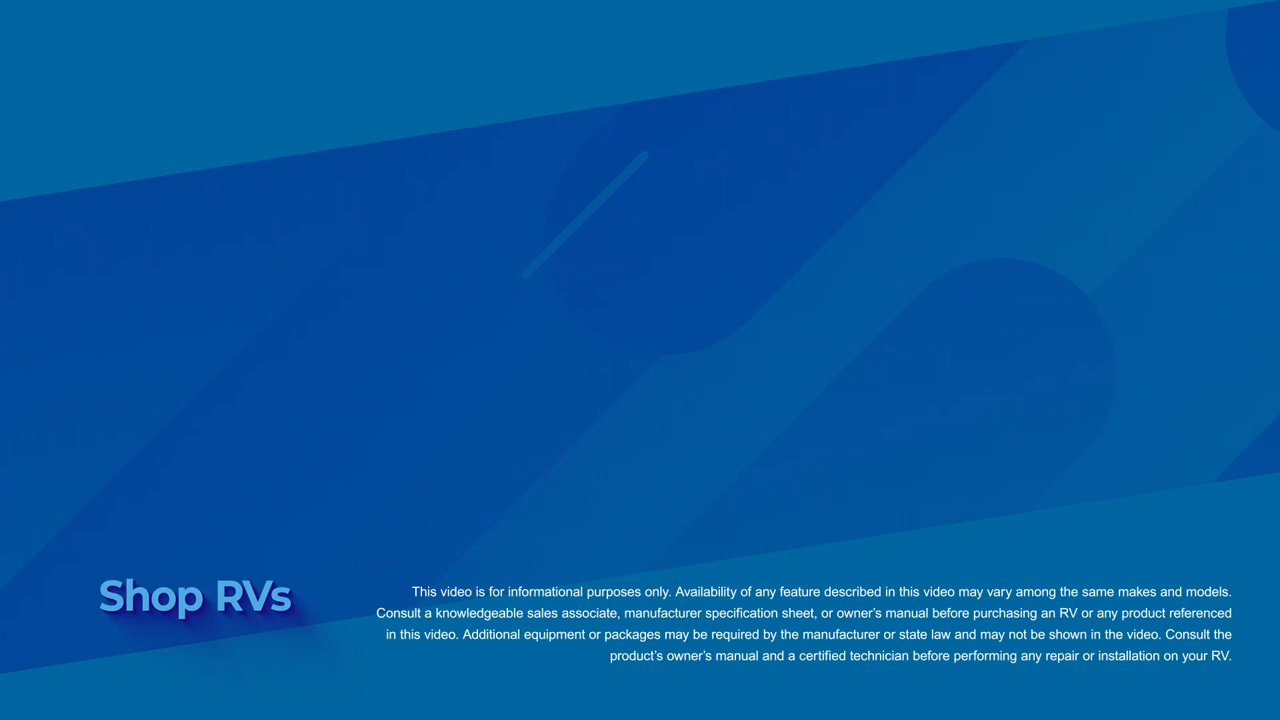 Shop RVs
This video is for informational purposes only. Availability of any feature described in this video may vary among the same makes and models.
Consult a knowledgeable sales associate, manufacturer specification sheet, or owner’s manual before purchasing an RV or any product referenced
in this video. Additional equipment or packages may be required by the manufacturer or state law and may not be shown in the video. Consult the
product’s owner’s manual and a certified technician before performing any repair or installation on your RV.